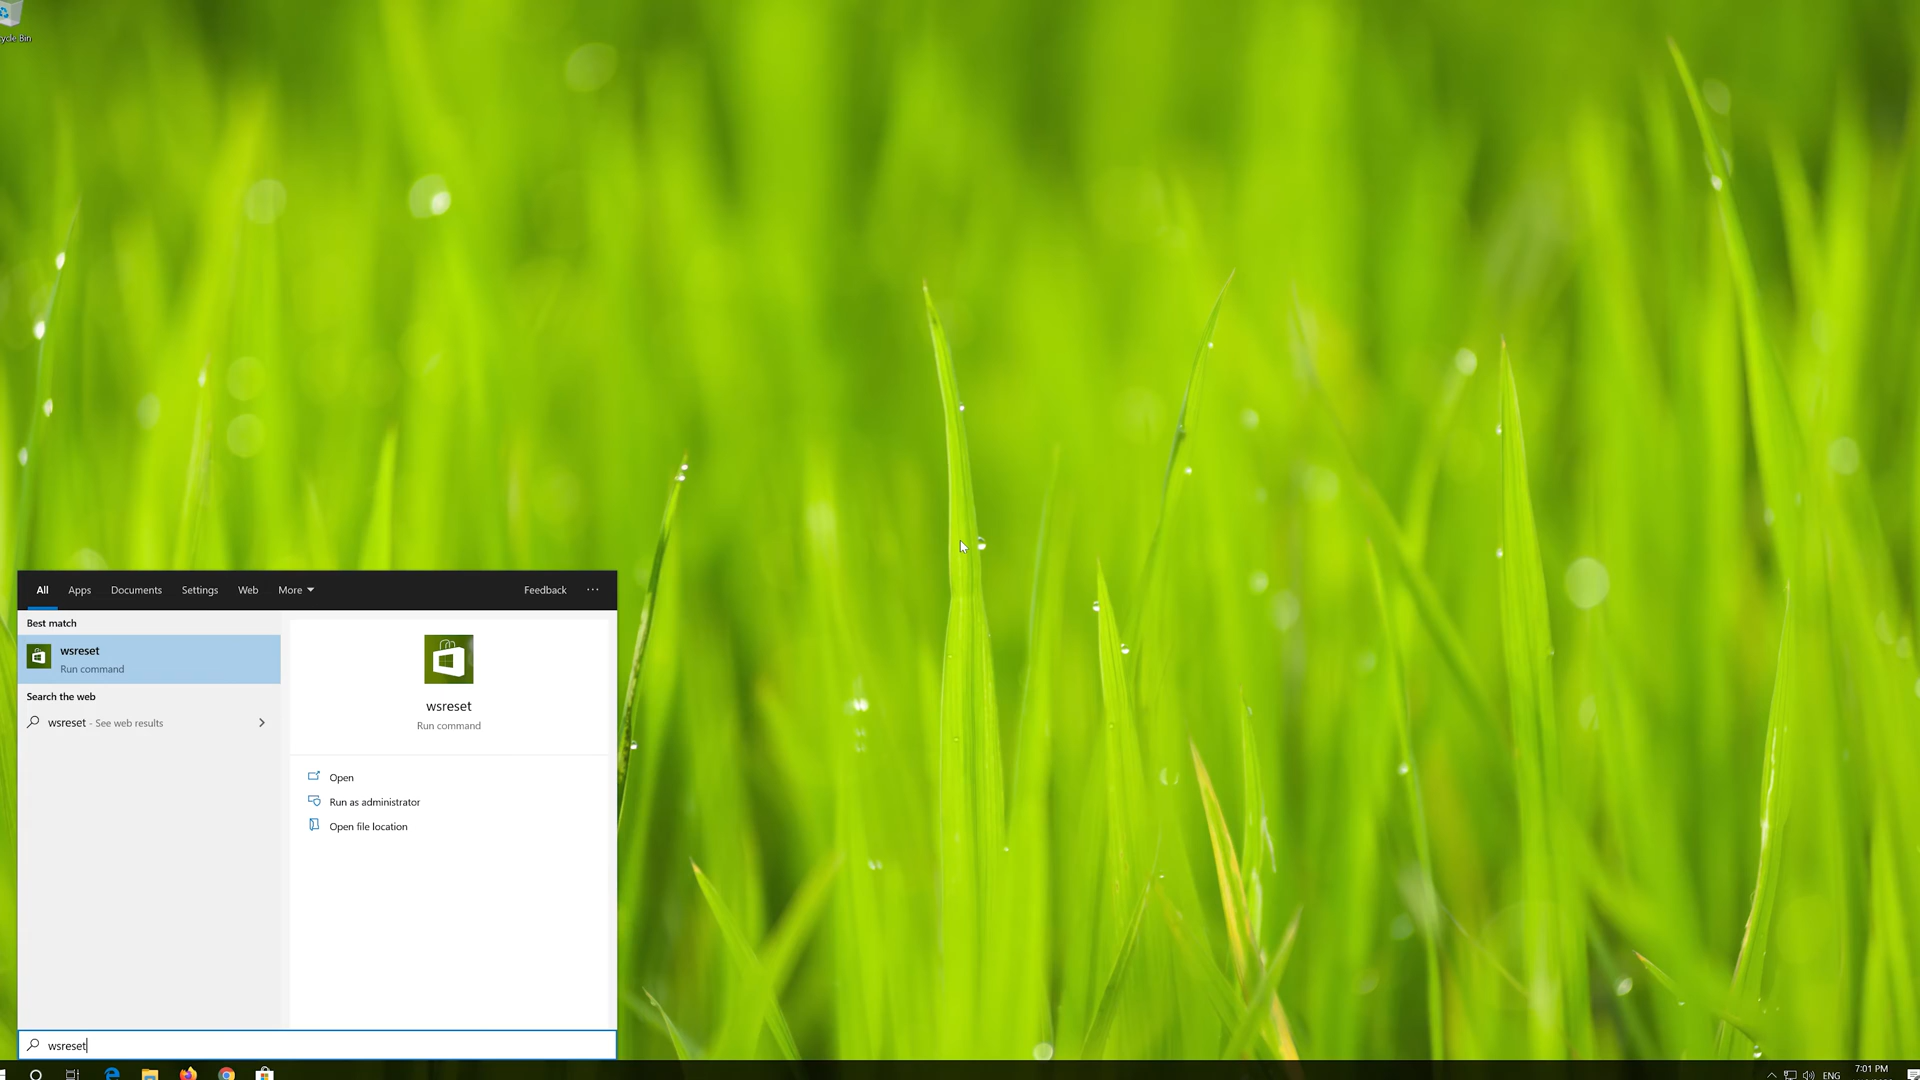 ycle Bin
All Apps Documents Settings Web More Feedback ...
Best match
wsreset
Run command
Search the web
wsreset - See web results
wsreset
Run command
Open
Run as administrator
Open file location
wsreset
ENG
7:01 PM